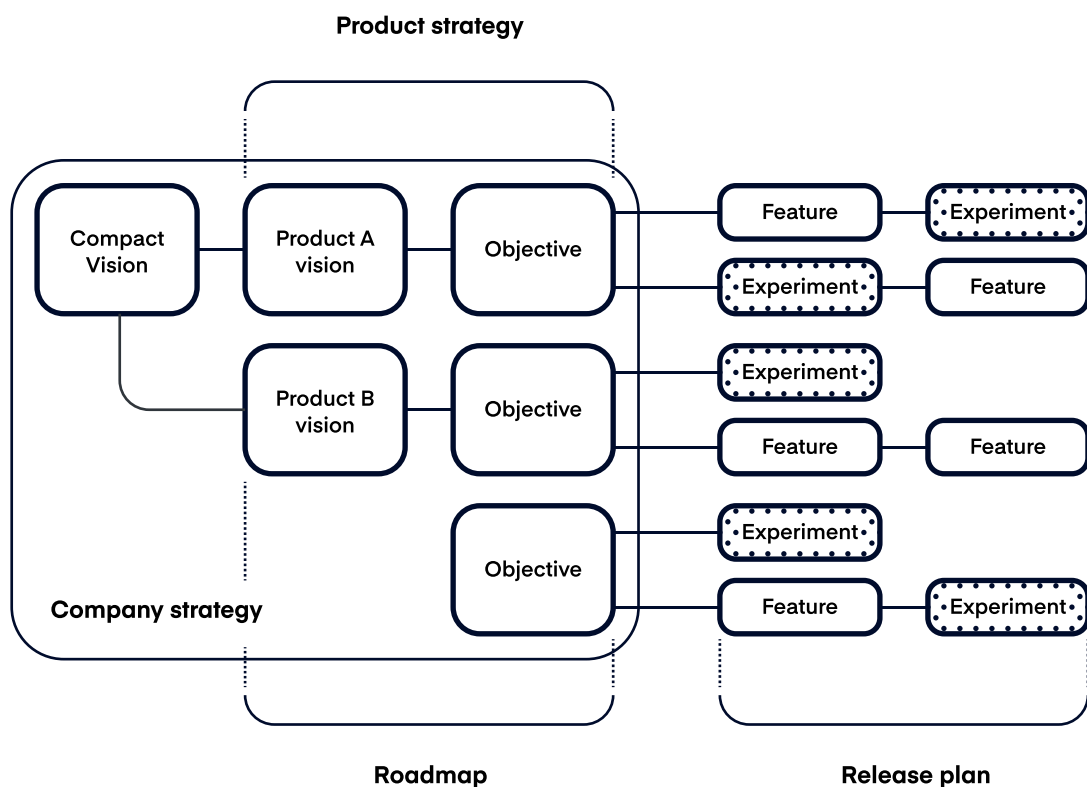 Product strategy
Compact
Vision
Product A
vision
Objective
Feature
Experiment
Experiment
Feature
Product B
vision
Objective
Experiment
Feature
Feature
Objective
Experiment
Company strategy
Feature
Experiment
Roadmap
Release plan